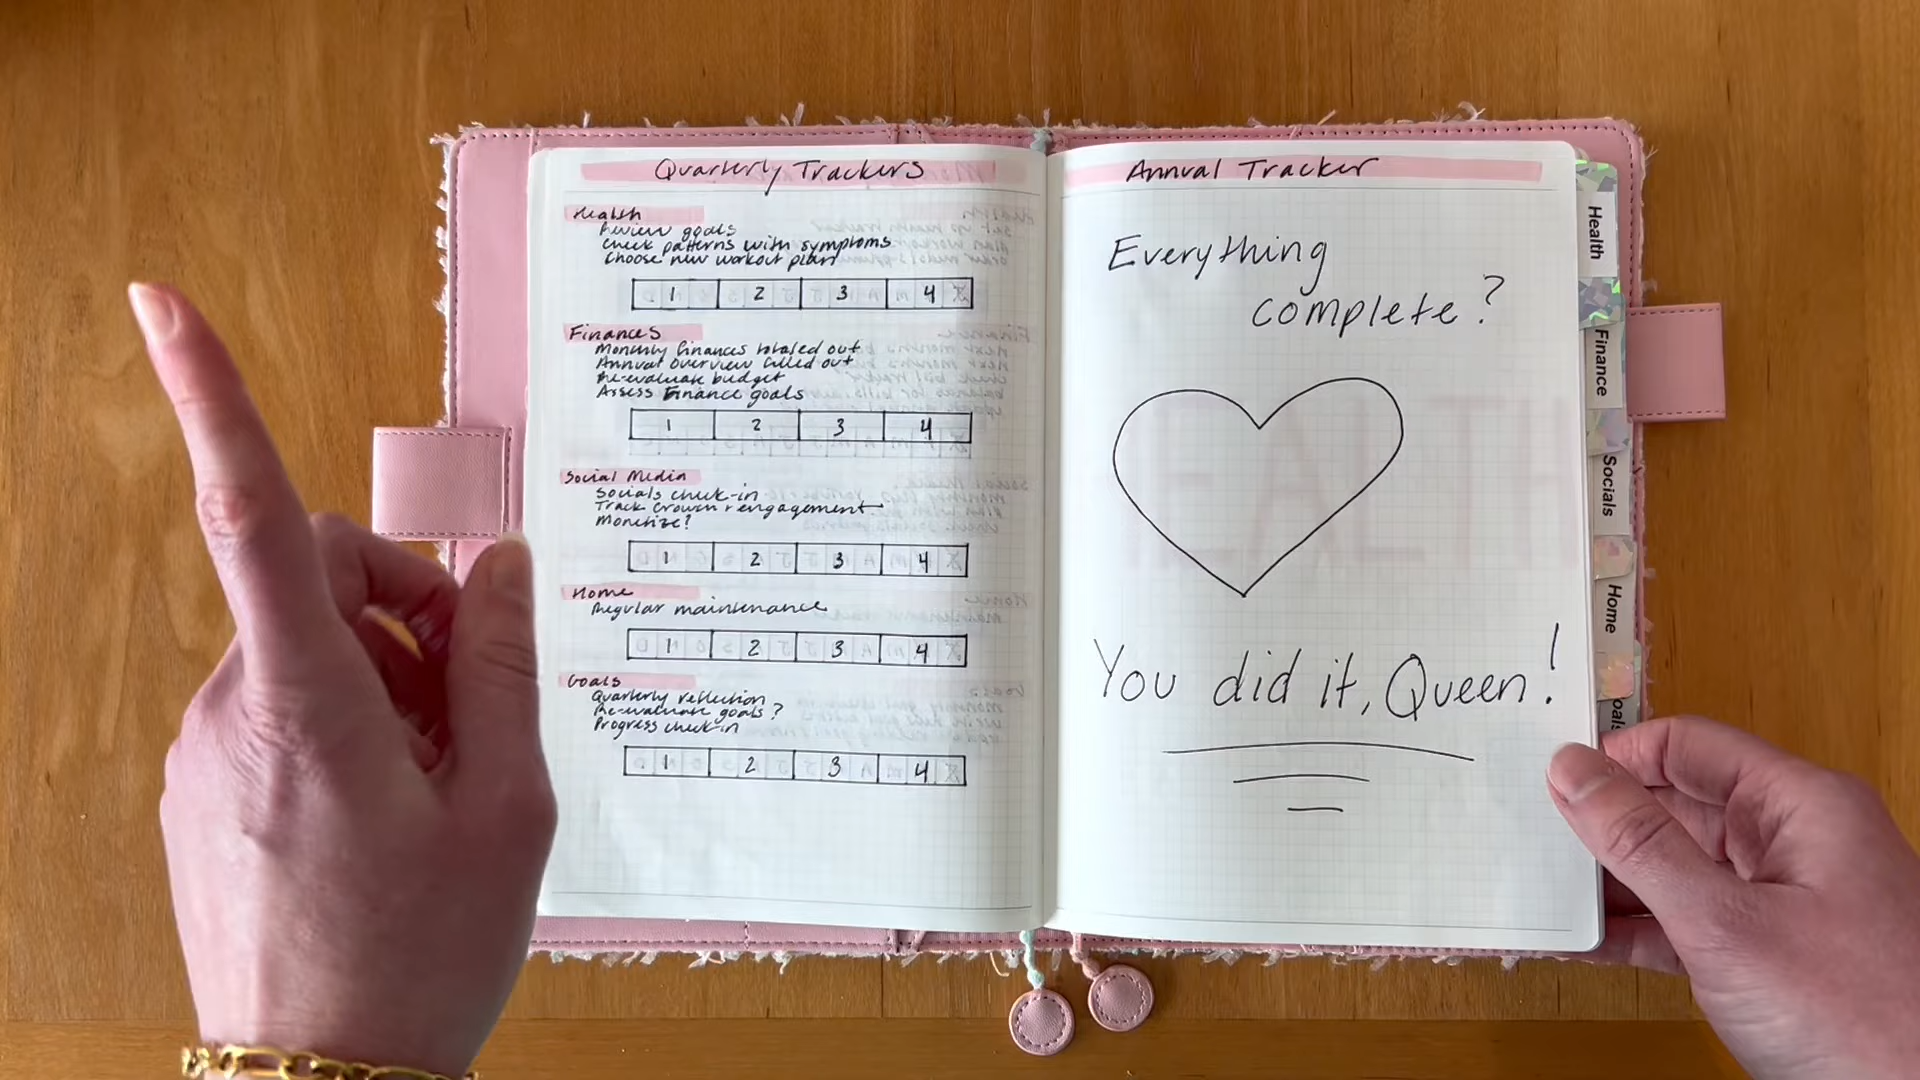 Quarterly Trackers
Health
Review goals
Check patterns with symptoms
Choose new workout plan
1 2 3 4
Finances
Monthly finances totaled out
Annual overview filled out
Re-evaluate budget
Assess Finance goals
1 2 3 4
Social Media
Socials check-in
Track Growth + engagement
Monetize?
1 2 3 4
Home
Regular maintenance
1 2 3 4
Goals
Quarterly reflection
Re-evaluate goals?
Progress check-in
1 2 3 4
Annual Tracker
Everything
complete?
You did it, Queen!
Health
Finance
Socials
Home
oals